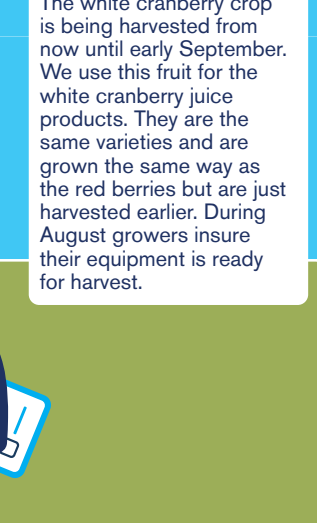 The white cranberry crop
is being harvested from
now until early September.
We use this fruit for the
white cranberry juice
products. They are the
same varieties and are
grown the same way as
the red berries but are just
harvested earlier. During
August growers insure
their equipment is ready
for harvest.